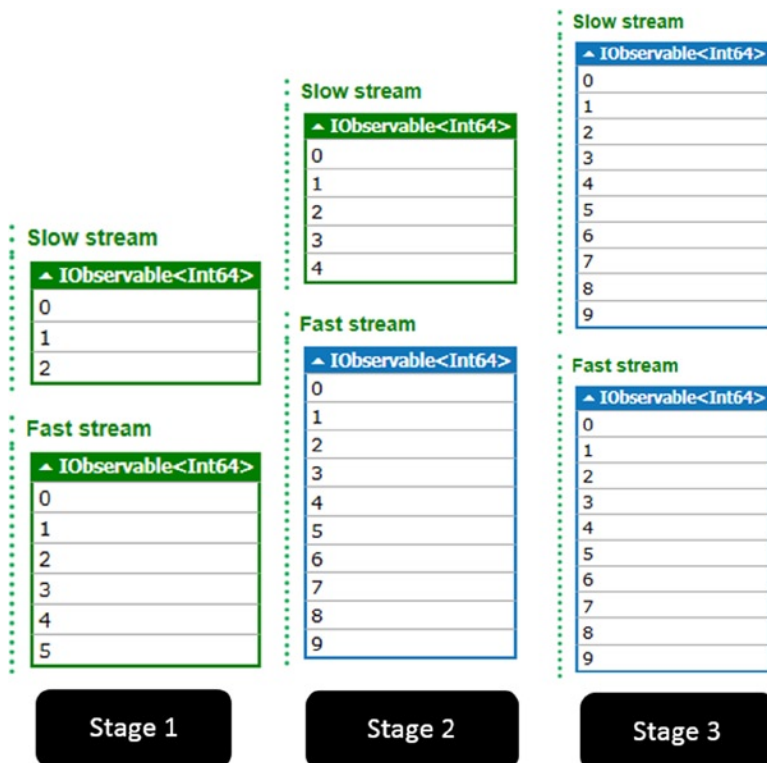 Slow stream
▲ IObservable<Int64>
0
1
2
Fast stream
▲ IObservable<Int64>
0
1
2
3
4
5
Stage 1
Slow stream
▲ IObservable<Int64>
0
1
2
3
4
Fast stream
▲ IObservable<Int64>
0
1
2
3
4
5
6
7
8
9
Stage 2
Slow stream
▲ IObservable<Int64>
0
1
2
3
4
5
6
7
8
9
Fast stream
▲ IObservable<Int64>
0
1
2
3
4
5
6
7
8
9
Stage 3